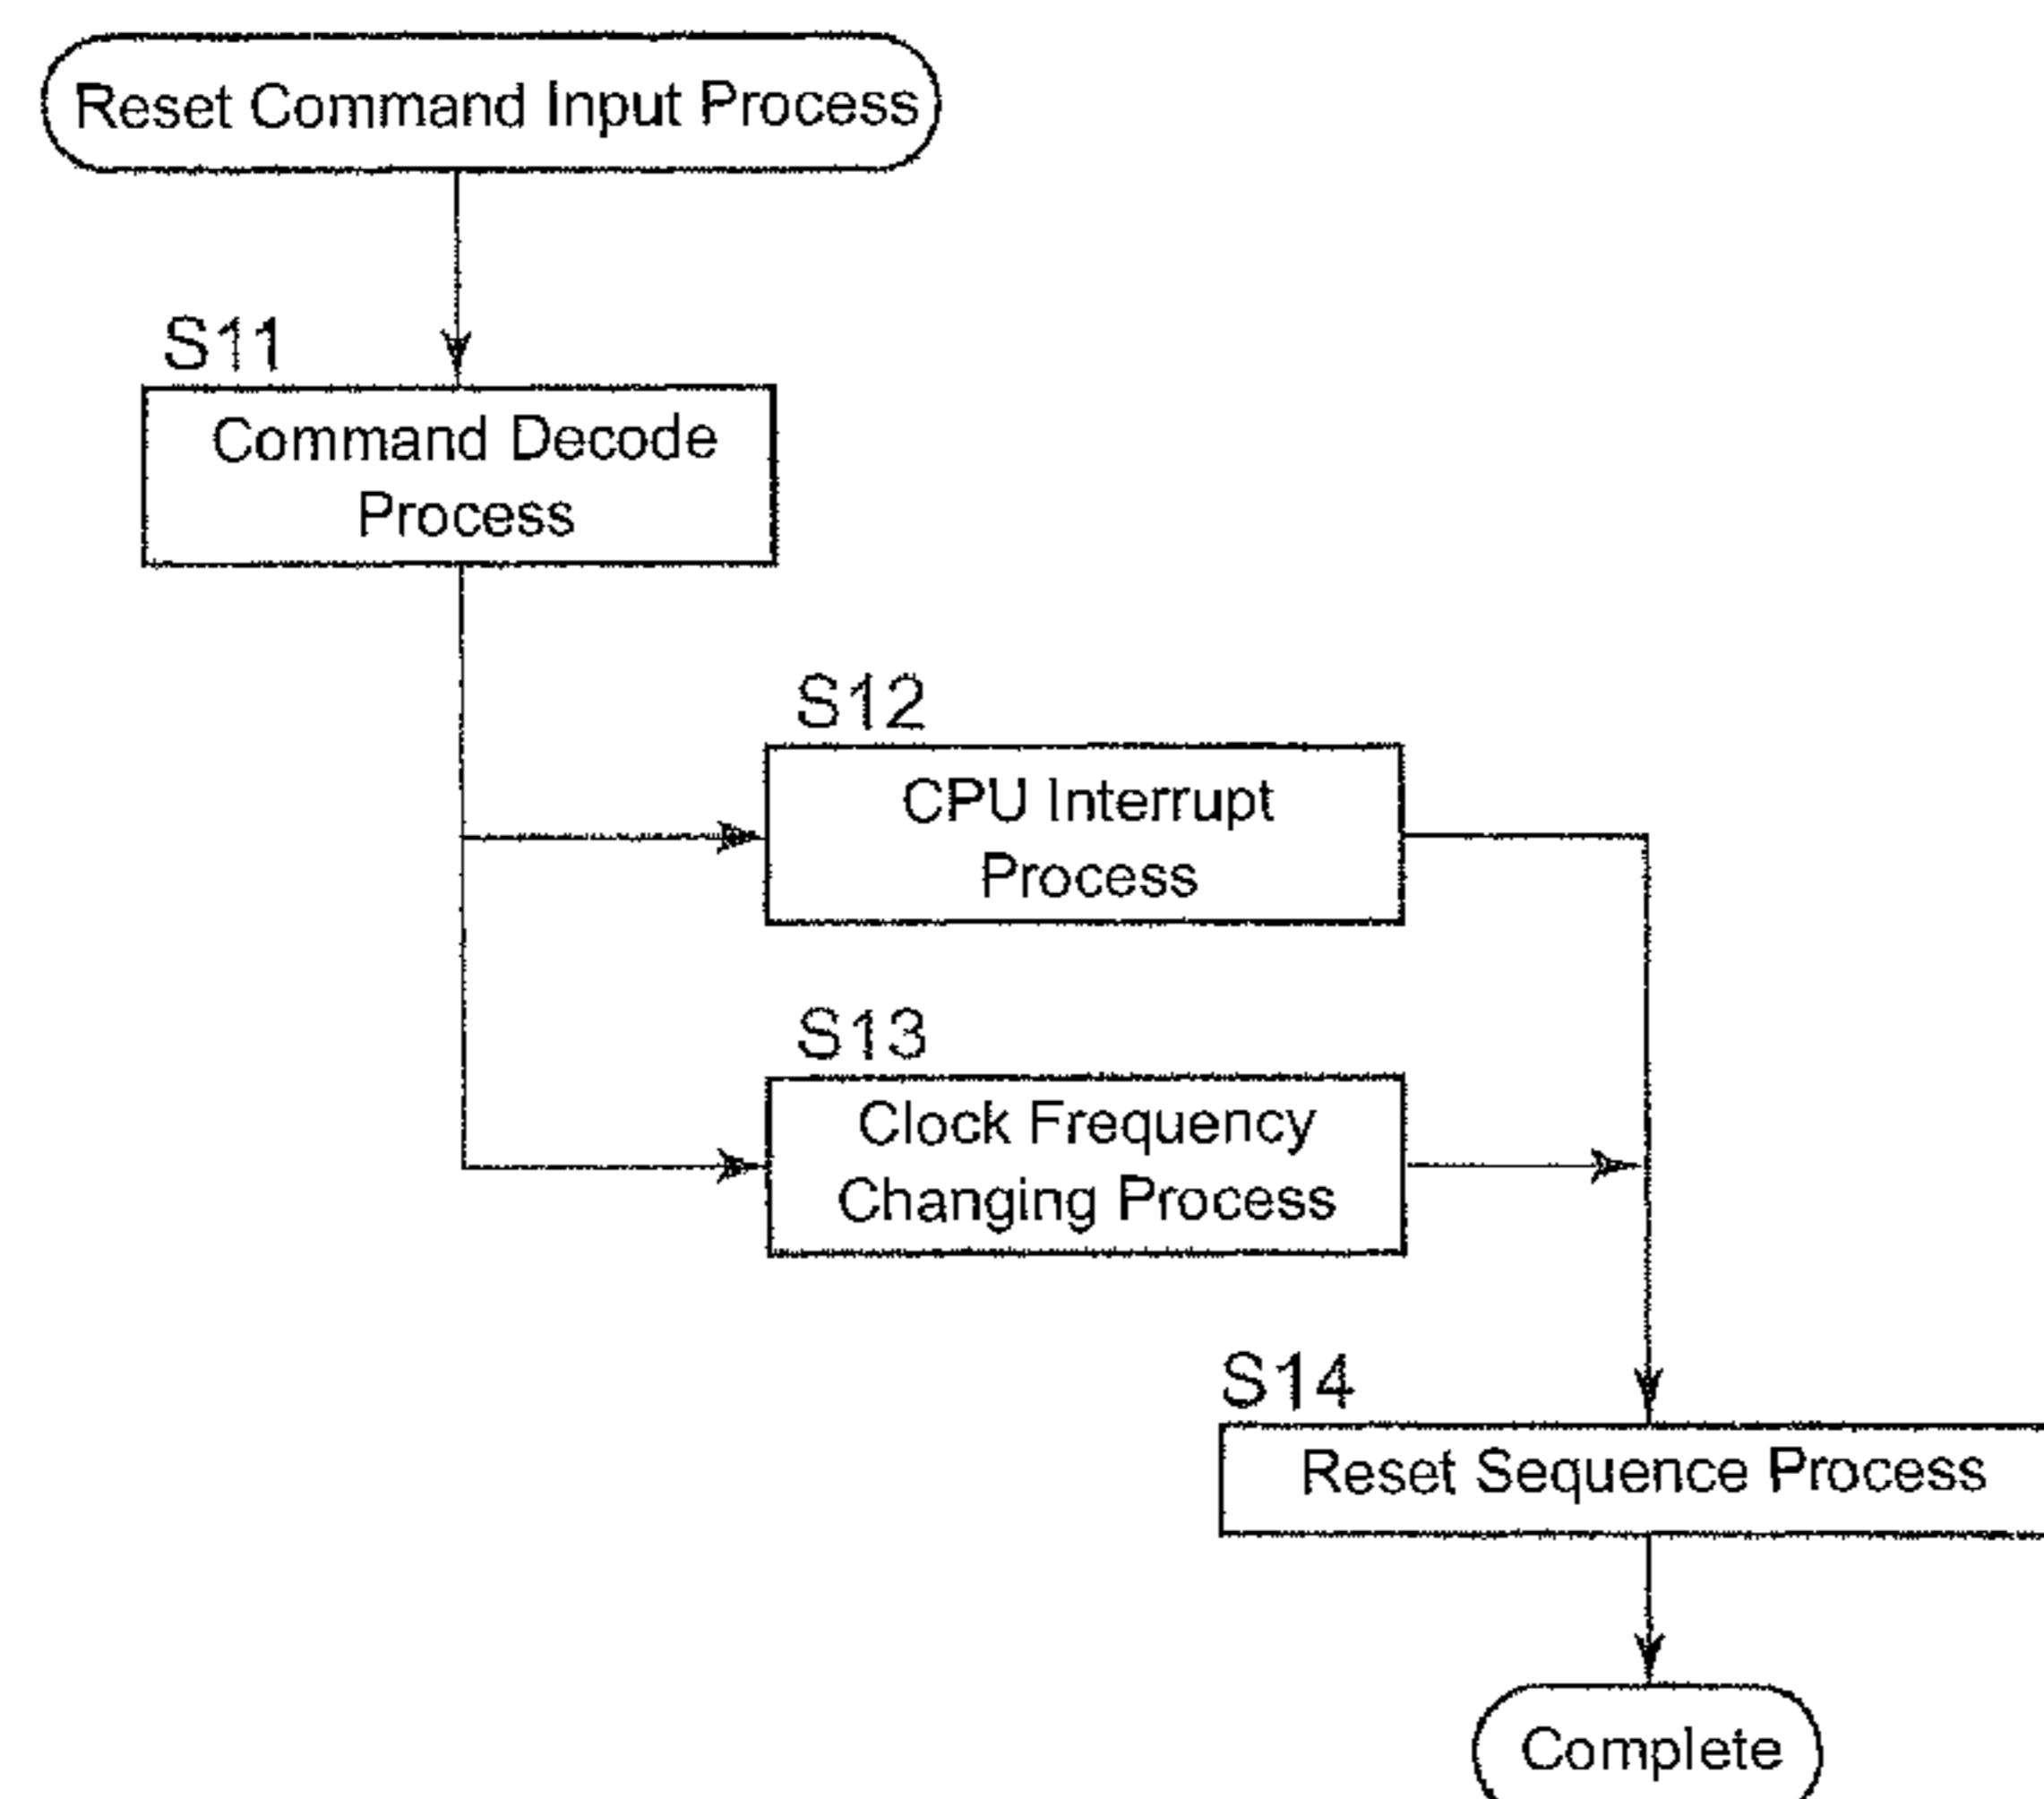 Reset Command Input Process
S11
Command Decode
Process
S12
CPU Interrupt
Process
S13
Clock Frequency
Changing Process
S14
Reset Sequence Process
Complete